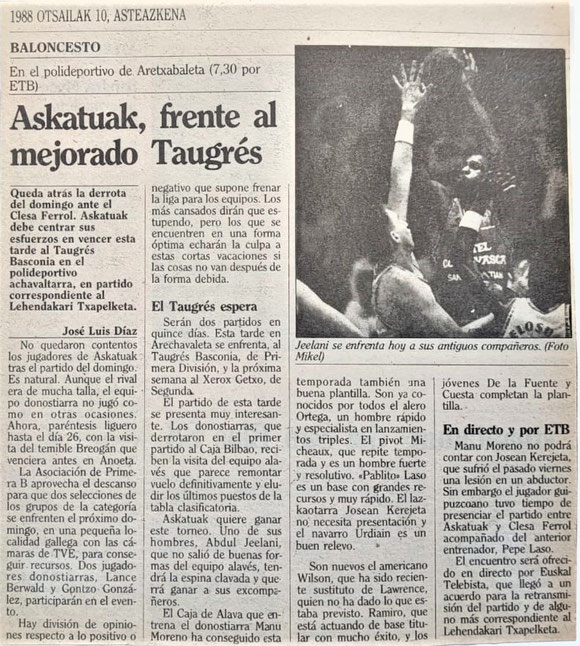 1988 OTSAILAK 10, ASTEAZKENA
BALONCESTO
En el polideportivo de Aretxabaleta (7,30 por
ETB)
Askatuak, frente al
mejorado Taugrés
Queda atrás la derrota
del domingo ante el
Clesa Ferrol. Askatuak
debe centrar sus
esfuerzos en vencer esta
tarde al Taugrés
Basconia en el
polideportivo
achavaltarra, en partido
correspondiente al
Lehendakari Txapelketa.
José Luis Díaz
No quedaron contentos
los jugadores de Askatuak
tras el partido del domingo.
Es natural. Aunque el rival
era de mucha talla, el equi-
po donostiarra no jugó co-
mo en otras ocasiones.
Ahora, paréntesis liguero
hasta el día 26, con la visi-
ta del temible Breogán que
venciera antes en Anoeta.
La Asociación de Prime-
ra B aprovecha el descanso
para que dos selecciones de
los grupos de la categoría
se enfrenten el próximo do-
mingo, en una pequeña lo-
calidad gallega con las cá-
maras de TVE, para conse-
guir recursos. Dos jugado-
res donostiarras, Lance
Berwald y Gontzo Gonzá-
lez, participarán en el even-
to.
Hay división de opinio-
nes respecto a lo positivo o
negativo que supone frenar
la liga para los equipos. Los
más cansados dirán que es-
tupendo, pero los que se
encuentren en una forma
óptima echarán la culpa a
estas cortas vacaciones si
las cosas no van después de
la forma debida.
El Taugrés espera
Serán dos partidos en
quince días. Esta tarde en
Arechavaleta se enfrenta, al
Taugrés Basconia, de Pri-
mera División, y la próxima
semana al Xerox Getxo, de
Segunda.
El partido de esta tarde
se presenta muy interesan-
te. Los donostiarras, que
derrotaron en el primer
partido al Caja Bilbao, reci-
ben la visita del equipo ala-
vés que parece remontar
vuelo definitivamente y elu-
dir los últimos puestos de la
tabla clasificatoria.
Askatuak quiere ganar
este torneo. Uno de sus
hombres, Abdul Jeelani,
que no salió de buenas for-
mas del equipo alavés, ten-
drá la espina clavada y que-
rrá ganar a sus excompa-
ñeros.
El Caja de Alava que en-
trena el donostiarra Manu
Moreno ha conseguido esta
Jeelani se enfrenta hoy a sus antiguos compañeros. (Foto
Mikel)
temporada también una
buena plantilla. Son ya co-
nocidos por todos el alero
Ortega, un hombre rápido
y especialista en lanzamien-
tos triples. El pivot Mi-
cheaux, que repite tempo-
rada y es un hombre fuerte
y resolutivo. «Pablito» Laso
es un base con grandes re-
cursos y muy rápido. El laz-
kaotarra Josean Kerejeta
no necesita presentación y
el navarro Urdiain es un
buen relevo.
Son nuevos el americano
Wilson, que ha sido recien-
te sustituto de Lawrence,
quien no ha dado lo que es-
taba previsto. Ramiro, que
está actuando de base titu-
lar con mucho éxito, y los
jóvenes De la Fuente y
Cuesta completan la plan-
tilla.
En directo y por ETB
Manu Moreno no podrá
contar con Josean Kerejeta,
que sufrió el pasado viernes
una lesión en un abductor.
Sin embargo el jugador gui-
puzcoano tuvo tiempo de
presenciar el partido entre
Askatuak y Clesa Ferrol
acompañado del anterior
entrenador, Pepe Laso.
El encuentro será ofreci-
do en directo por Euskal
Telebista, que llegó a un
acuerdo para la retransmi-
sión del partido y de algu-
no más correspondiente al
Lehendakari Txapelketa.